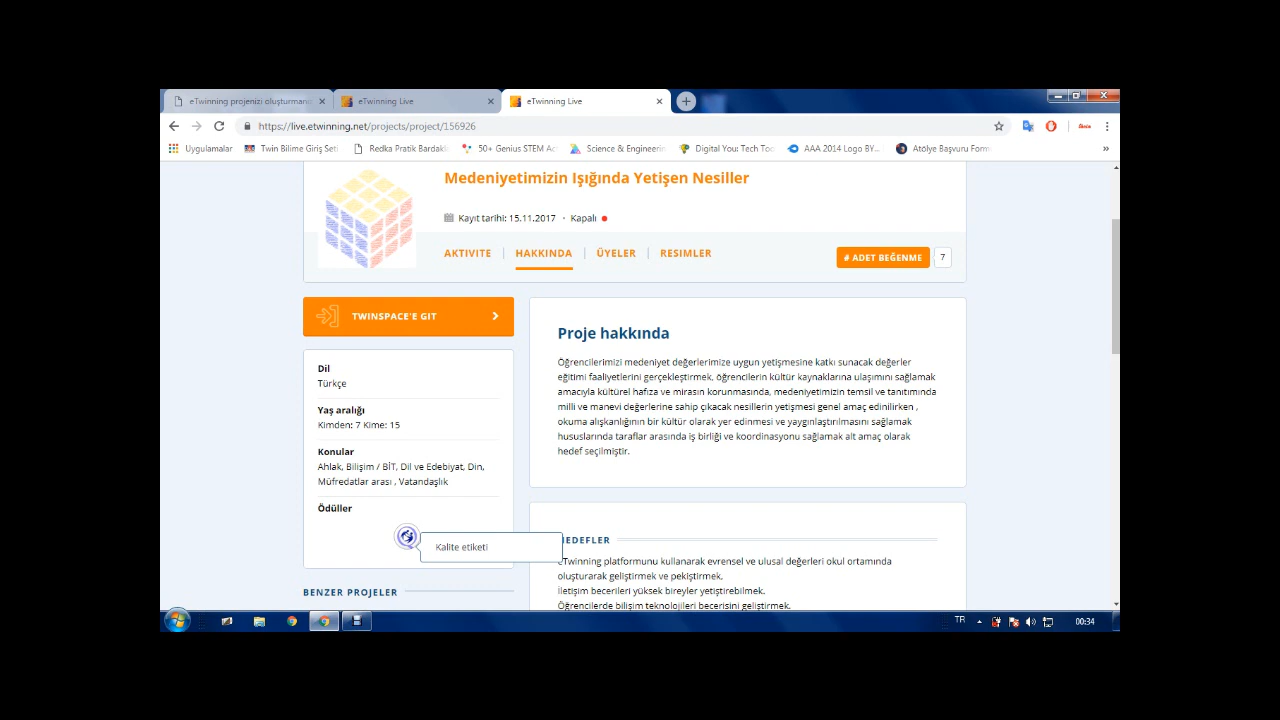 eTwinning projenizi oluşturmanı
eTwinning Live
eTwinning Live
https://live.etwinning.net/projects/project/156926
Uygulamalar
Twin Bilime Giriş Seti
Redka Pratik Bardakl
50+ Genius STEM Ac
Science & Engineerin
Digital You: Tech Too
AAA 2014 Logo BY...
Atölye Başvuru Form
Medeniyetimizin Işığında Yetişen Nesiller
Kayıt tarihi: 15.11.2017 • Kapalı
AKTIVITE | HAKKINDA | ÜYELER | RESIMLER
# ADET BEĞENME 7
TWINSPACE'E GIT
Dil
Türkçe
Yaş aralığı
Kimden: 7 Kime: 15
Konular
Ahlak, Bilişim / BİT, Dil ve Edebiyat, Din,
Müfredatlar arası , Vatandaşlık
Ödüller
Kalite etiketi
BENZER PROJELER
Proje hakkında
Öğrencilerimizi medeniyet değerlerimize uygun yetişmesine katkı sunacak değerler
eğitimi faaliyetlerini gerçekleştirmek, öğrencilerin kültür kaynaklarına ulaşımını sağlamak
amacıyla kültürel hafıza ve mirasın korunmasında, medeniyetimizin temsil ve tanıtımında
milli ve manevi değerlerine sahip çıkacak nesillerin yetişmesi genel amaç edinilirken ,
okuma alışkanlığının bir kültür olarak yer edinmesi ve yaygınlaştırılmasını sağlamak
hususlarında taraflar arasında iş birliği ve koordinasyonu sağlamak alt amaç olarak
hedef seçilmiştir.
HEDEFLER
eTwinning platformunu kullanarak evrensel ve ulusal değerleri okul ortamında
oluşturarak geliştirmek ve pekiştirmek,
İletişim becerileri yüksek bireyler yetiştirebilmek.
Öğrencilerde bilişim teknolojileri becerisini geliştirmek.
TR
00:34